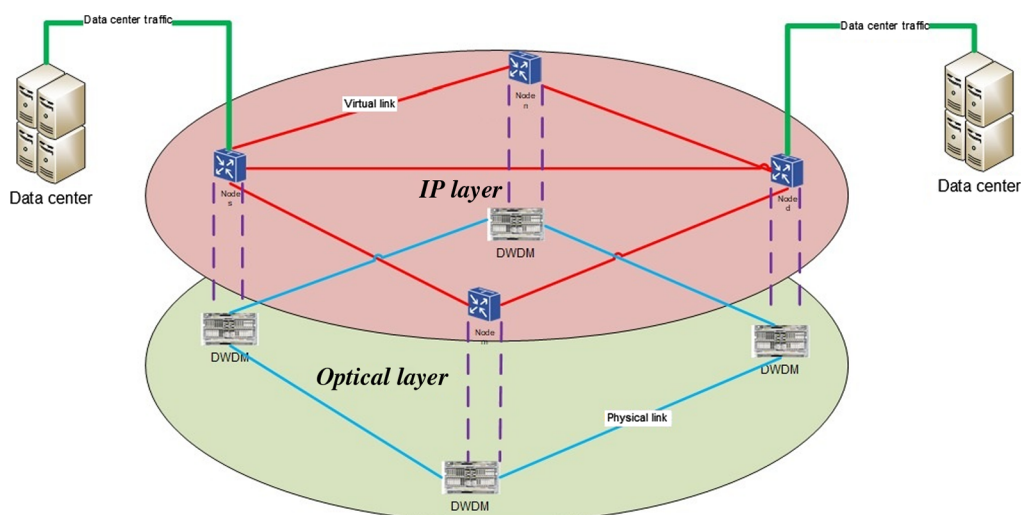 Data center traffic
Data center traffic
Node
n
Virtual link
Node
s
IP layer
Node
d
Data center
Data center
DWDM
Node
m
DWDM
DWDM
Optical layer
Physical link
DWDM